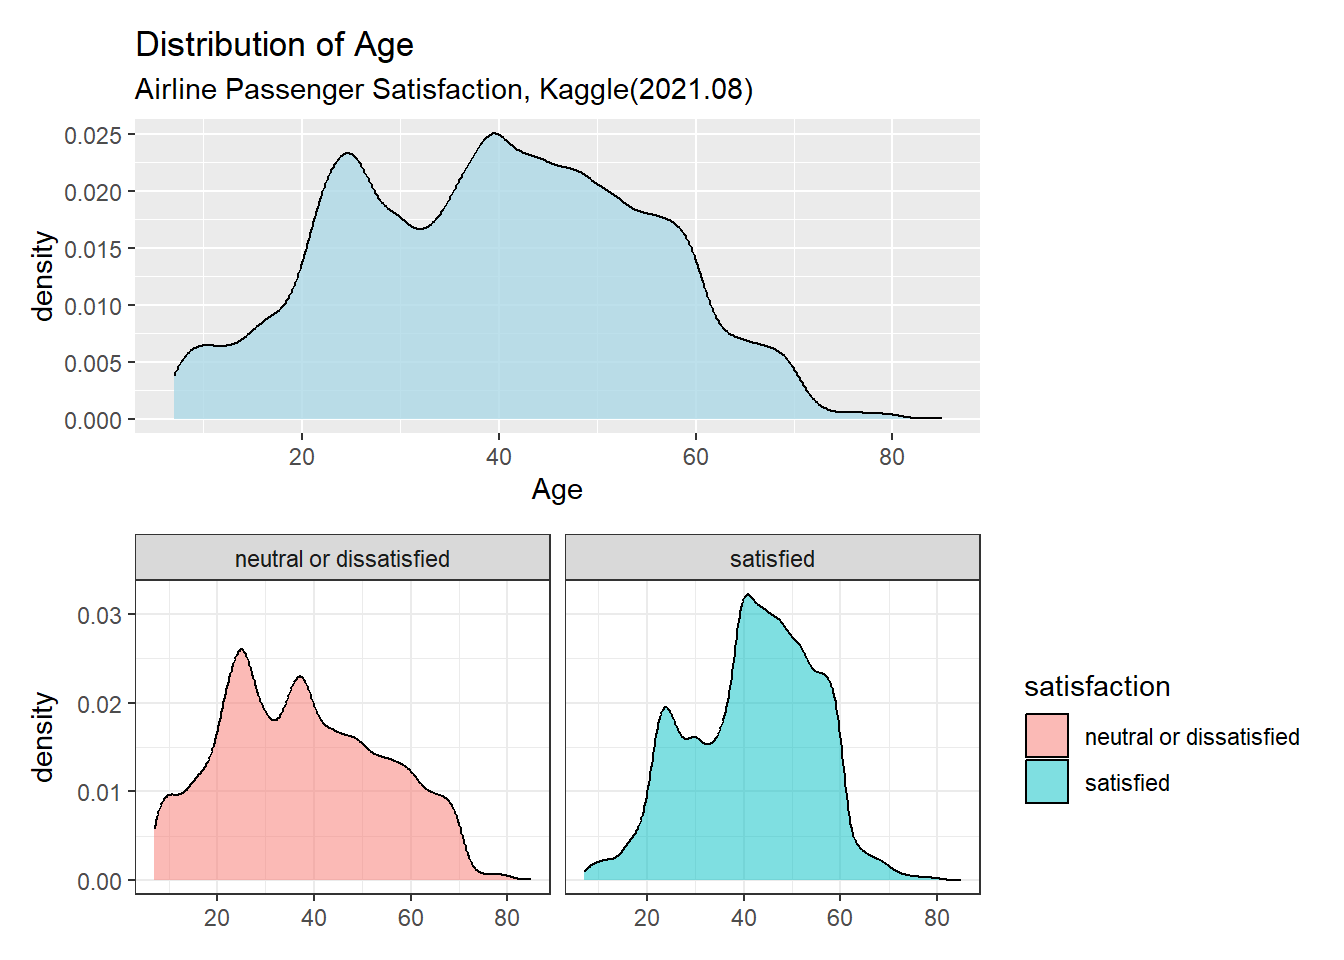 Distribution of Age
Airline Passenger Satisfaction, Kaggle(2021.08)
0.025
0.020
0.015
0.010
0.005
0.000
density
20 40 60 80
Age
neutral or dissatisfied
satisfied
0.03
0.02
0.01
0.00
density
20 40 60 80
20 40 60 80
satisfaction
neutral or dissatisfied
satisfied